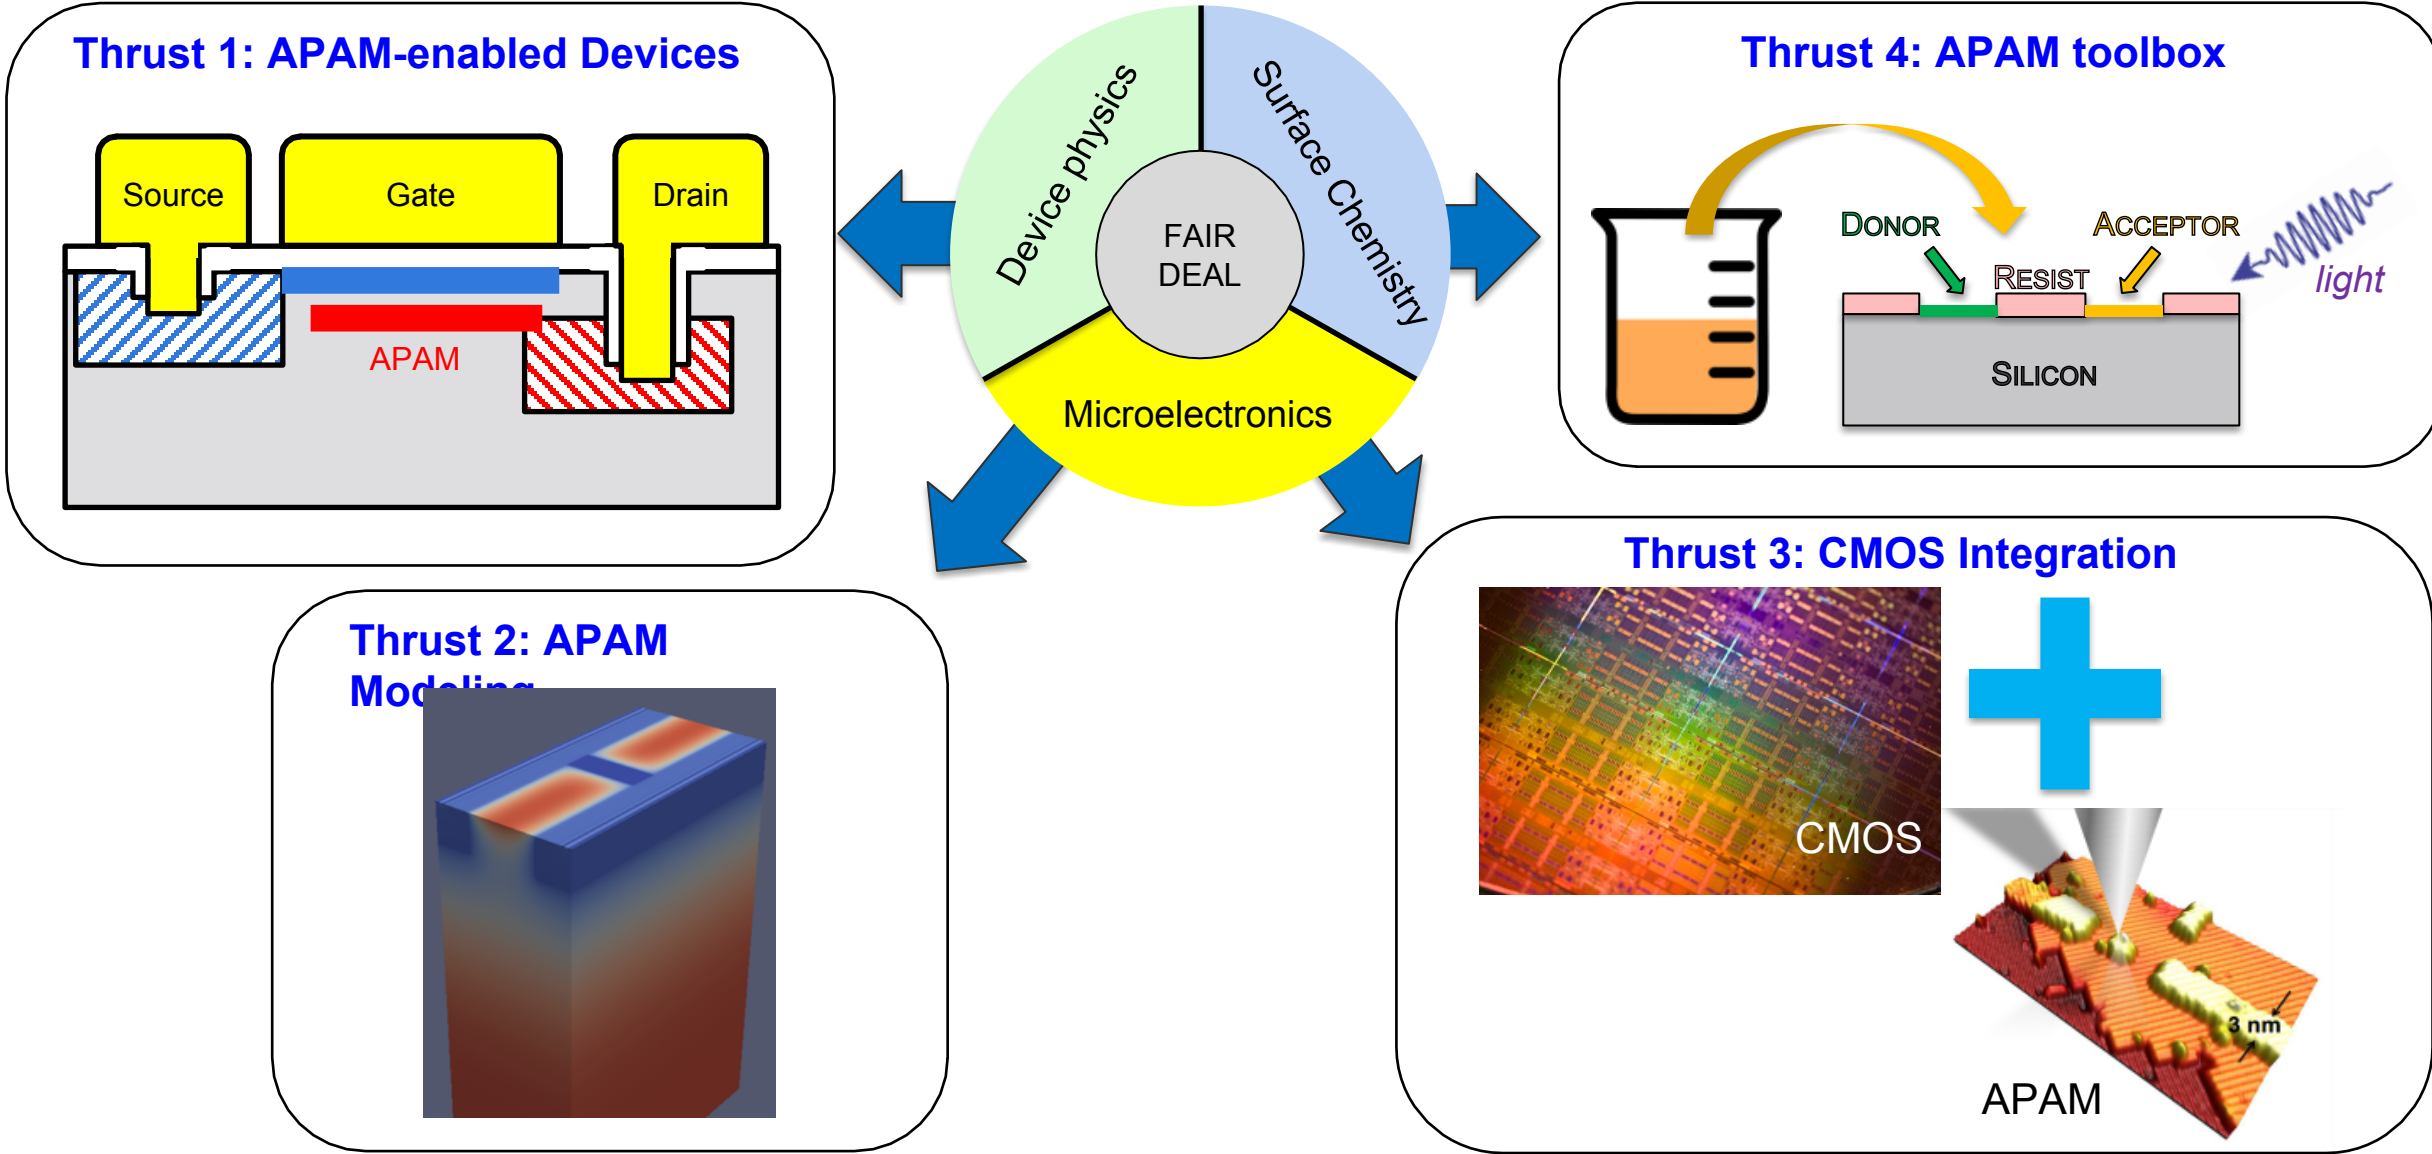 Thrust 1: APAM-enabled Devices
Source
Gate
Drain
APAM
Device physics
Surface Chemistry
Microelectronics
FAIR
DEAL
Thrust 4: APAM toolbox
DONOR
ACCEPTOR
RESIST
light
SILICON
Thrust 2: APAM
Modeling
Thrust 3: CMOS Integration
CMOS
3 nm
APAM